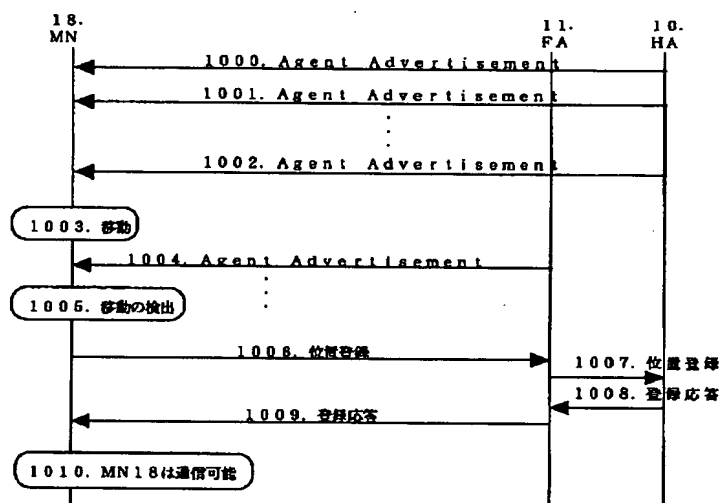 18.
MN
11.
FA
10.
HA
1000. Agent Advertisement
1001. Agent Advertisement
1002. Agent Advertisement
1003. 移動
1004. Agent Advertisement
1005. 移動の検出
1006. 位置登録
1007. 位置登録
1008. 登録応答
1009. 登録応答
1010. MN18は通信可能